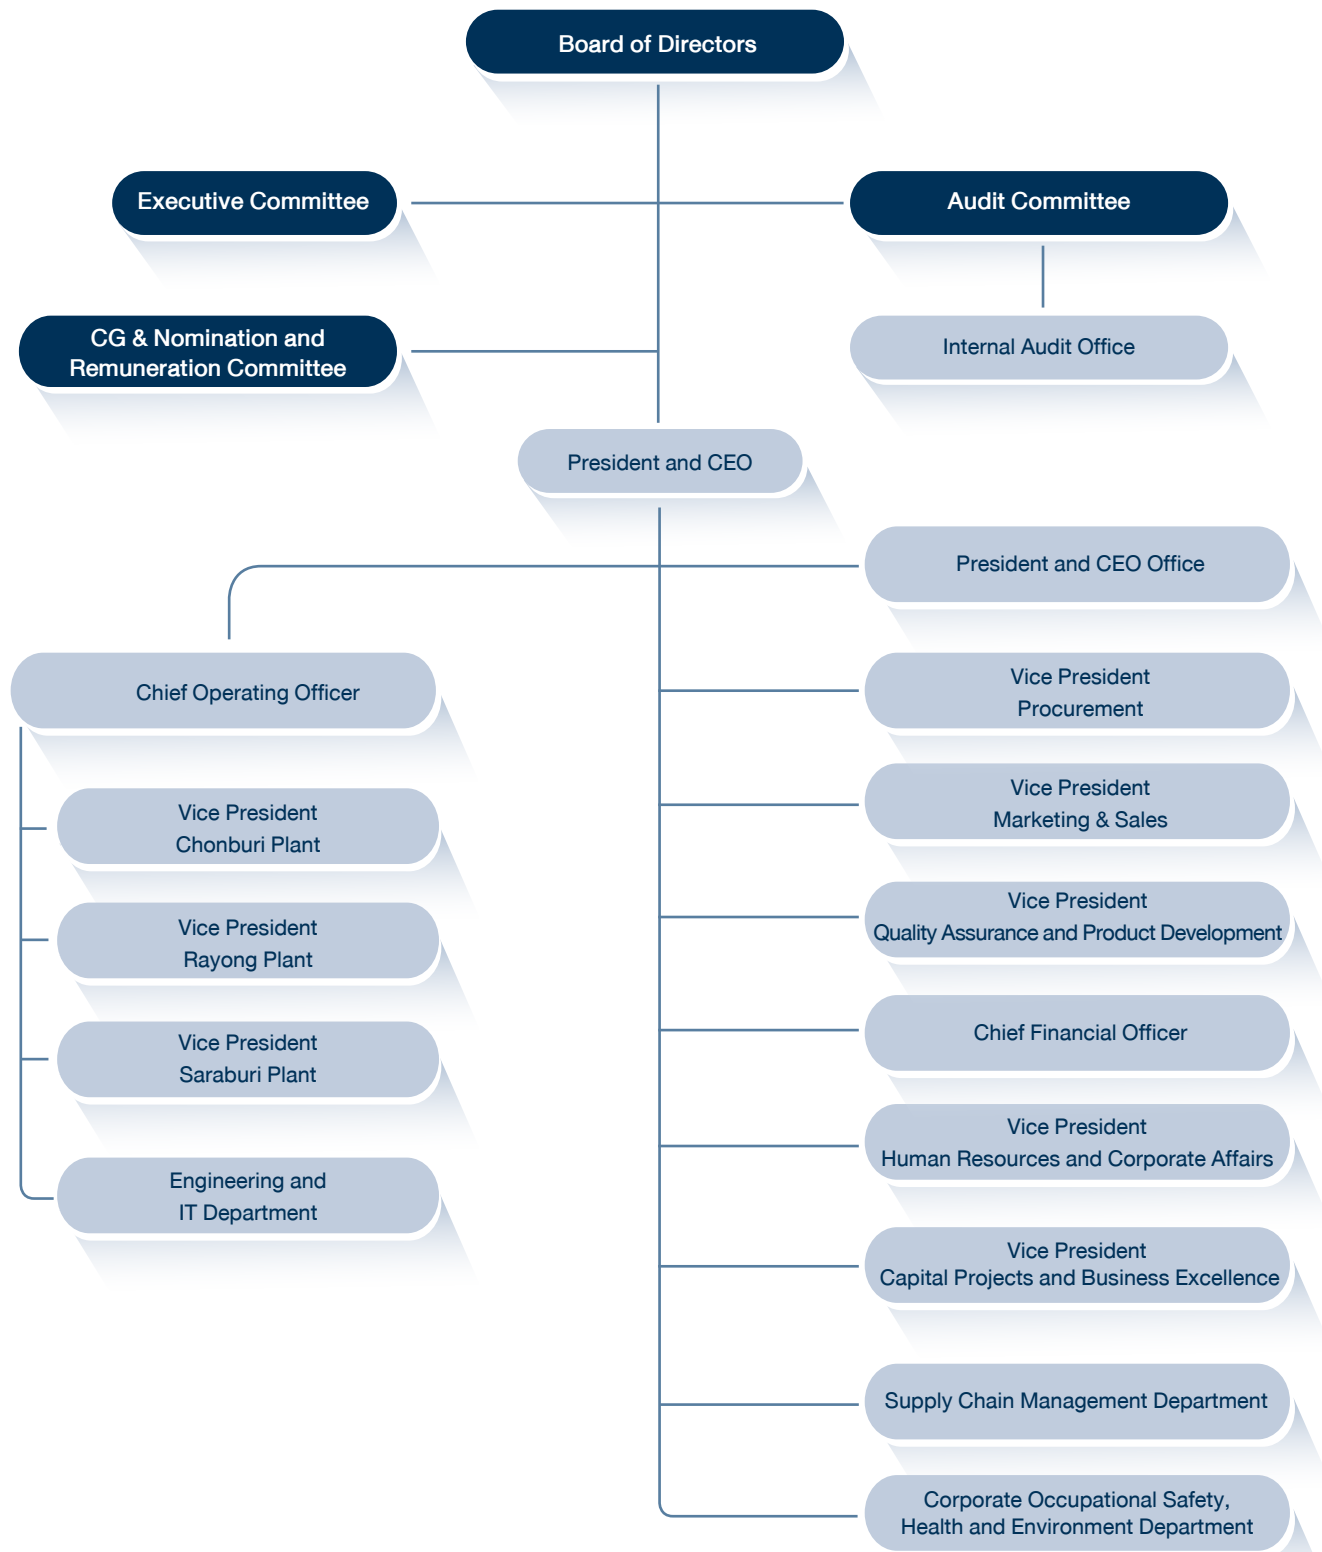 Board of Directors
Executive Committee
Audit Committee
CG & Nomination and
Remuneration Committee
Internal Audit Office
President and CEO
President and CEO Office
Chief Operating Officer
Vice President
Chonburi Plant
Vice President
Rayong Plant
Vice President
Saraburi Plant
Engineering and
IT Department
Vice President
Procurement
Vice President
Marketing & Sales
Vice President
Quality Assurance and Product Development
Chief Financial Officer
Vice President
Human Resources and Corporate Affairs
Vice President
Capital Projects and Business Excellence
Supply Chain Management Department
Corporate Occupational Safety,
Health and Environment Department